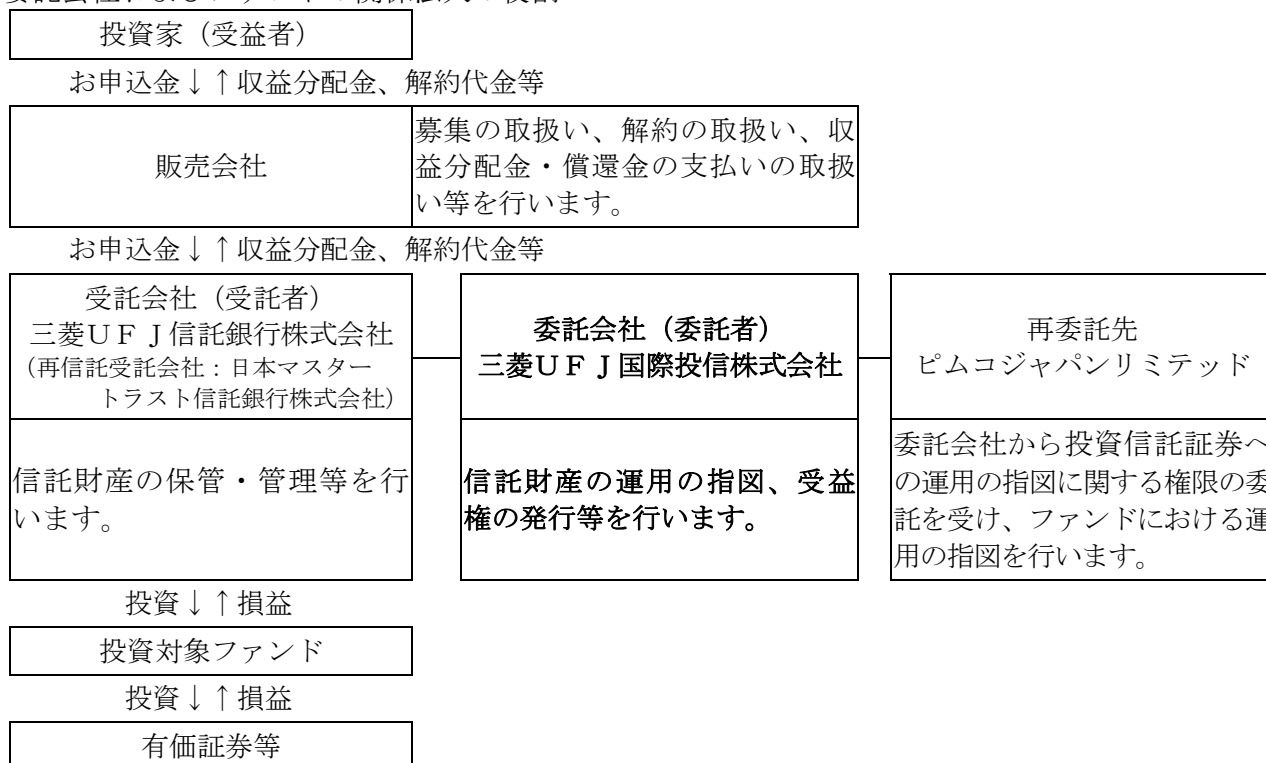 投資家（受益者）
お申込金↓↑収益分配金、解約代金等
販売会社
募集の取扱い、解約の取扱い、収
益分配金・償還金の支払いの取扱
い等を行います。
お申込金↓↑収益分配金、解約代金等
受託会社（受託者）
三菱ＵＦＪ信託銀行株式会社
（再信託受託会社：日本マスター
トラスト信託銀行株式会社）
信託財産の保管・管理等を行
います。
委託会社（委託者）
三菱ＵＦＪ国際投信株式会社
信託財産の運用の指図、受益
権の発行等を行います。
再委託先
ピムコジャパンリミテッド
委託会社から投資信託証券へ
の運用の指図に関する権限の委
託を受け、ファンドにおける運
用の指図を行います。
投資↓↑損益
投資対象ファンド
投資↓↑損益
有価証券等